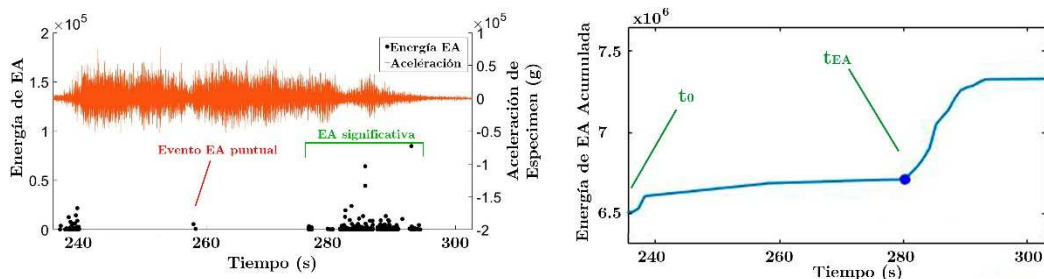 ×10⁵
2
1.5
1
0.5
0
Energía de EA
240
260
280
300
Tiempo (s)
×10⁵
1
0.5
0
-0.5
-1
-1.5
-2
Aceleración de
Especimen (g)
Energía EA
Aceléración
Evento EA puntual
EA significativa
×10⁶
7.5
7
6.5
6
Energía de EA Acumulada
240
260
280
300
Tiempo (s)
t₀
tEA